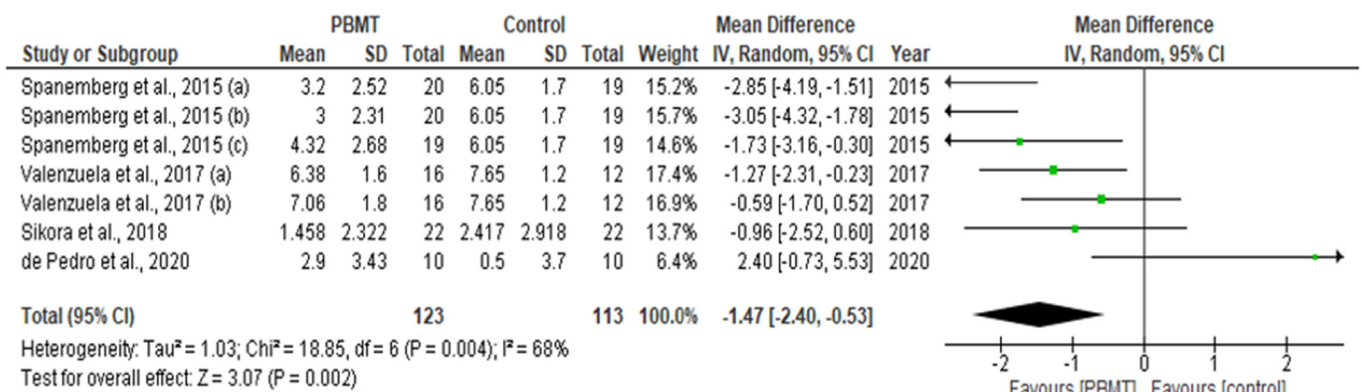 PBMT Control Mean Difference Mean Difference
Study or Subgroup Mean SD Total Mean SD Total Weight IV, Random, 95% CI Year IV, Random, 95% CI
Spanemberg et al., 2015 (a) 3.2 2.52 20 6.05 1.7 19 15.2% -2.85 [-4.19, -1.51] 2015
Spanemberg et al., 2015 (b) 3 2.31 20 6.05 1.7 19 15.7% -3.05 [-4.32, -1.78] 2015
Spanemberg et al., 2015 (c) 4.32 2.68 19 6.05 1.7 19 14.6% -1.73 [-3.16, -0.30] 2015
Valenzuela et al., 2017 (a) 6.38 1.6 16 7.65 1.2 12 17.4% -1.27 [-2.31, -0.23] 2017
Valenzuela et al., 2017 (b) 7.06 1.8 16 7.65 1.2 12 16.9% -0.59 [-1.70, 0.52] 2017
Sikora et al., 2018 1.458 2.322 22 2.417 2.918 22 13.7% -0.96 [-2.52, 0.60] 2018
de Pedro et al., 2020 2.9 3.43 10 0.5 3.7 10 6.4% 2.40 [-0.73, 5.53] 2020
Total (95% CI) 123 113 100.0% -1.47 [-2.40, -0.53]
Heterogeneity: Tau² = 1.03; Chi² = 18.85, df = 6 (P = 0.004); I² = 68%
Test for overall effect: Z = 3.07 (P = 0.002)
-2 -1 0 1 2
Favours [PBMT] Favours [control]